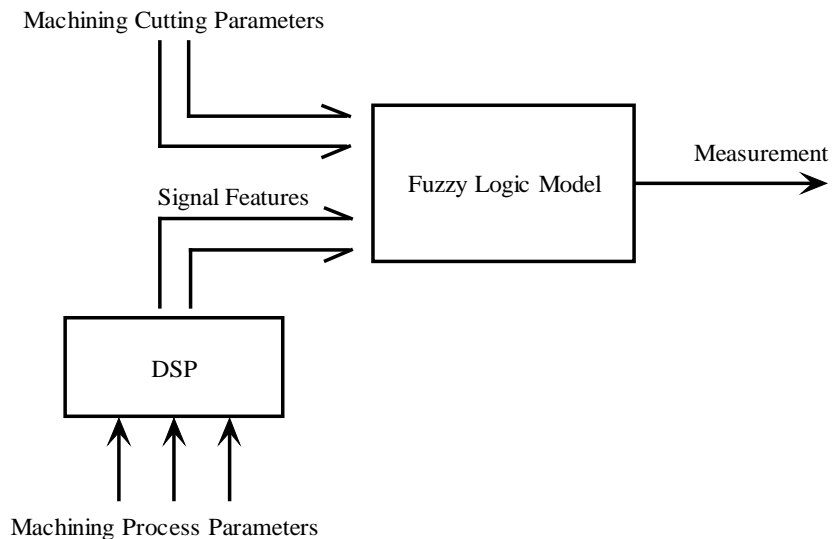 Machining Cutting Parameters
Fuzzy Logic Model
Measurement
Signal Features
DSP
Machining Process Parameters